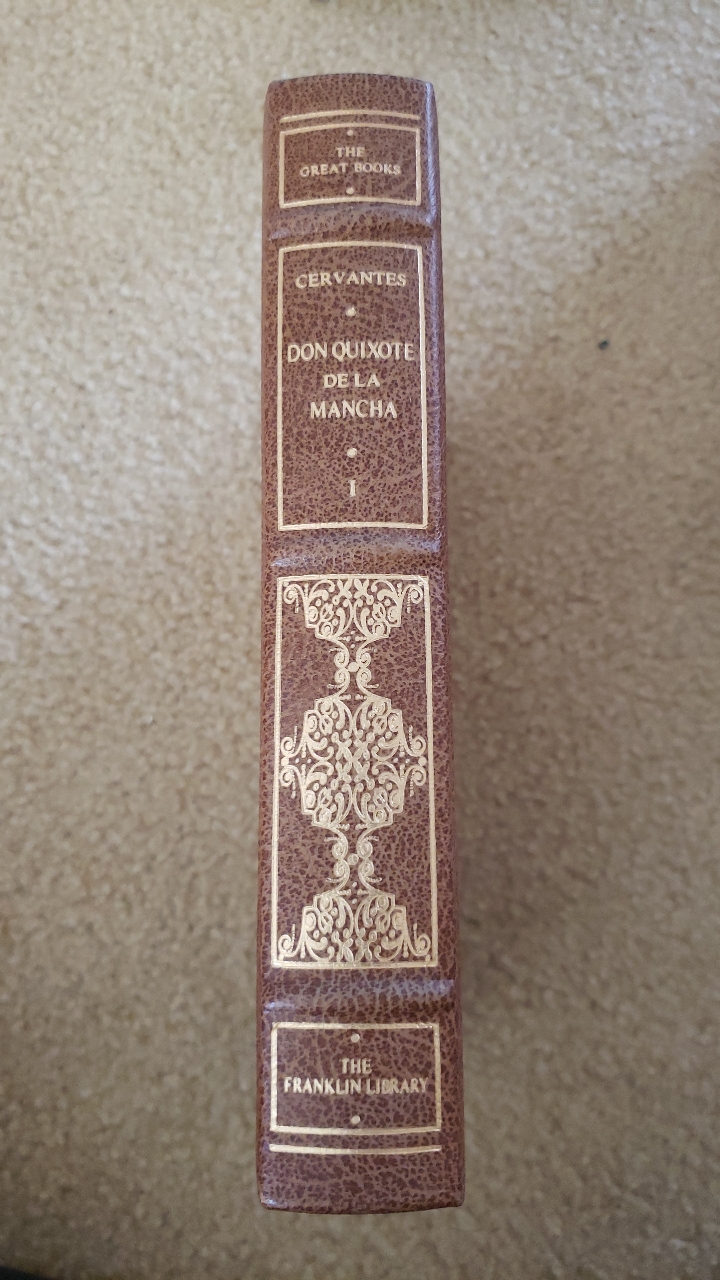 THE
GREAT BOOKS
CERVANTES
DON QUIXOTE
DE LA
MANCHA
I
THE
FRANKLIN LIBRARY